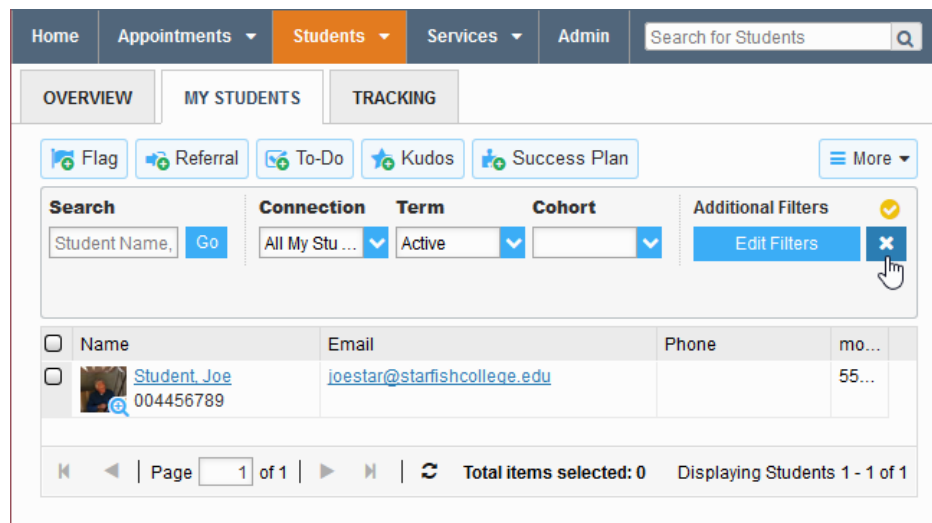 Home Appointments Students Services Admin Search for Students
OVERVIEW MY STUDENTS TRACKING
Flag Referral To-Do Kudos Success Plan More
Search Connection Term Cohort Additional Filters
Student Name, Go All My Stu ... Active Edit Filters
Name Email Phone mo...
Student, Joe joestar@starfishcollege.edu 55...
004456789
Page 1 of 1 Total items selected: 0 Displaying Students 1 - 1 of 1